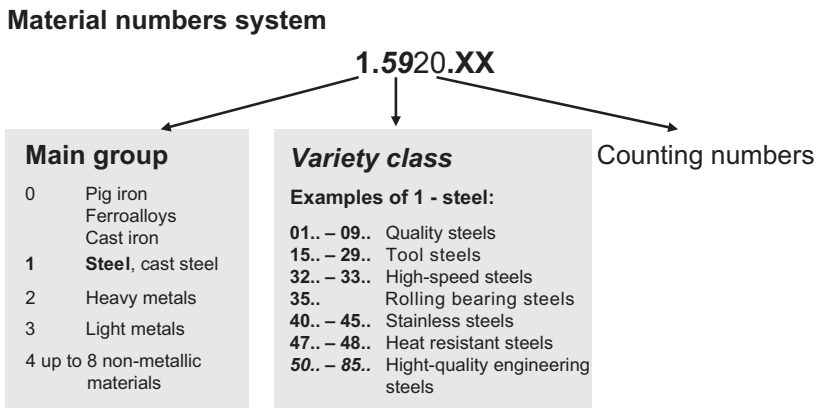 Material numbers system
1.5920.XX
Main group
0 Pig iron
Ferroalloys
Cast iron
1 Steel, cast steel
2 Heavy metals
3 Light metals
4 up to 8 non-metallic
materials
Variety class
Examples of 1 - steel:
01.. – 09.. Quality steels
15.. – 29.. Tool steels
32.. – 33.. High-speed steels
35.. Rolling bearing steels
40.. – 45.. Stainless steels
47.. – 48.. Heat resistant steels
50.. – 85.. Hight-quality engineering
steels
Counting numbers